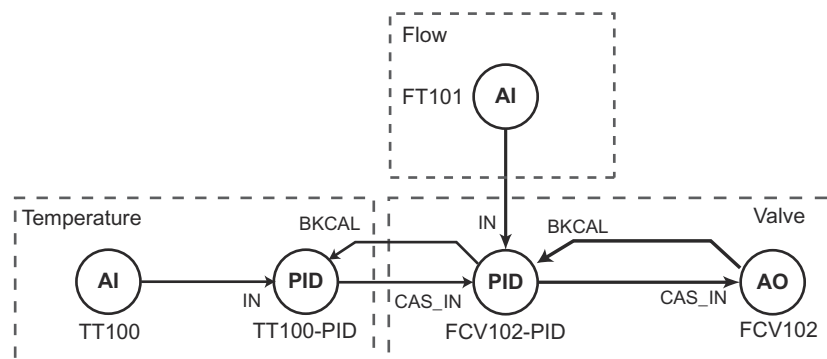 Flow
FT101
AI
Temperature
Valve
BKCAL
IN
BKCAL
AI
PID
PID
AO
IN
CAS_IN
CAS_IN
TT100
TT100-PID
FCV102-PID
FCV102